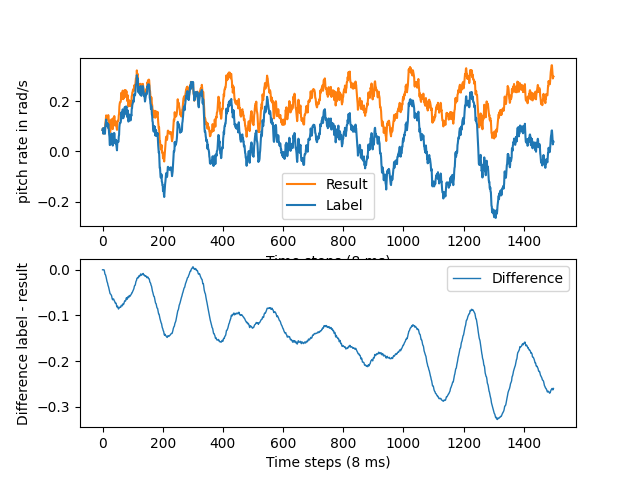 pitch rate in rad/s
0.2
0.0
−0.2
Result
Label
0 200 400 600 800 1000 1200 1400
Time steps (8 ms)
Difference label - result
0.0
−0.1
−0.2
−0.3
Difference
0 200 400 600 800 1000 1200 1400
Time steps (8 ms)